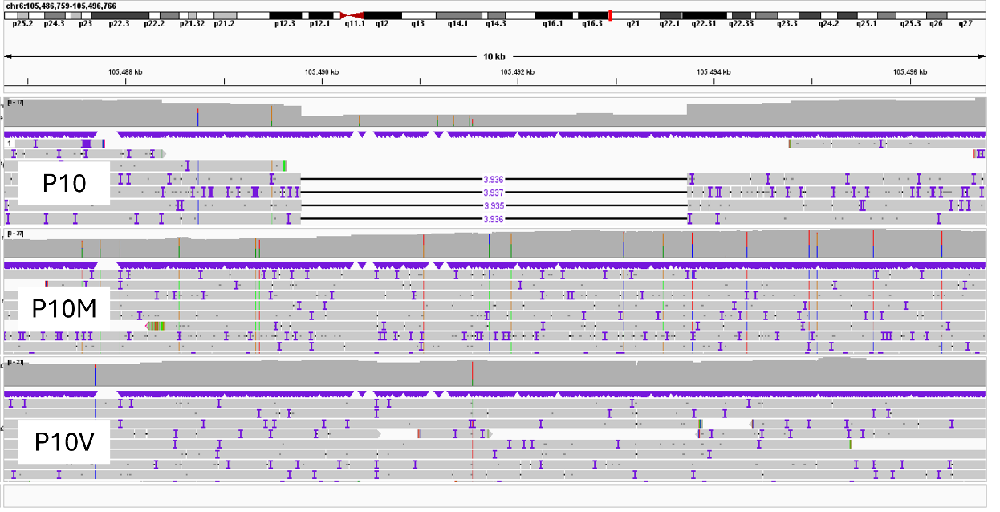 chr6:105,486,759-105,496,766
p25.2 p24.3 p23 p22.3 p22.2 p21.32 p21.2 p12.3 p12.1 q11.1 q12 q13 q14.1 q14.3 q16.1 q16.3 q21 q22.1 q22.31 q22.33 q23.3 q24.2 q25.1 q25.3 q26 q27
10 kb
105.488 kb 105.490 kb 105.492 kb 105.494 kb 105.496 kb
[0 - 17]
1
P10
3.936
3.937
3.935
3.936
[0 - 37]
P10M
[0 - 21]
P10V